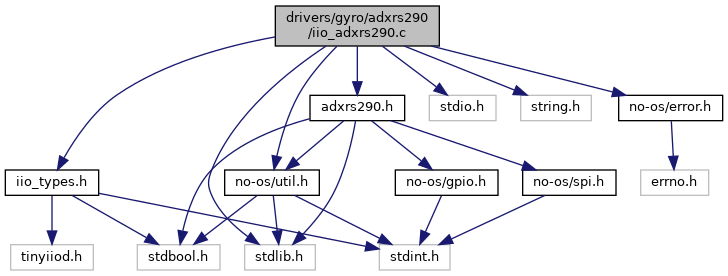 drivers/gyro/adxrs290
/iio_adxrs290.c
adxrs290.h
stdio.h
string.h
no-os/error.h
iio_types.h
no-os/util.h
no-os/gpio.h
no-os/spi.h
errno.h
tinyiiod.h
stdbool.h
stdlib.h
stdint.h